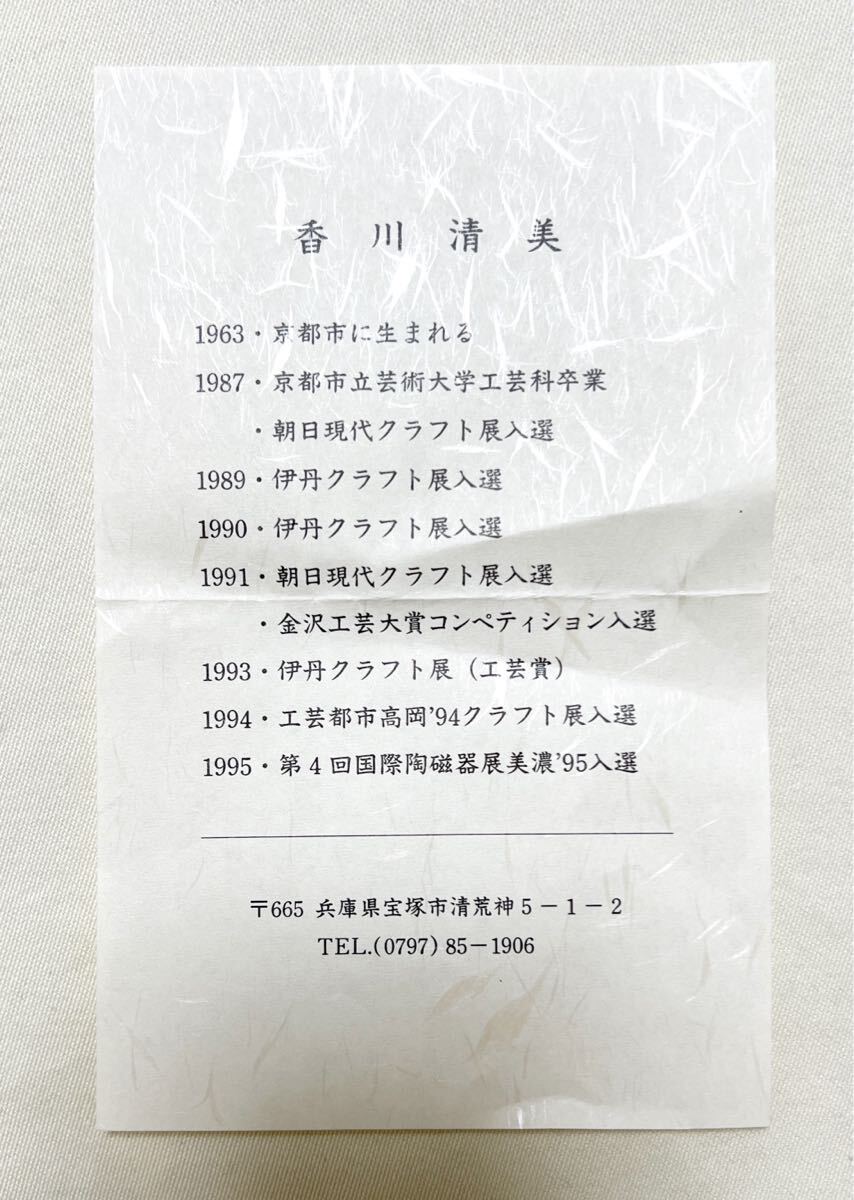 香川清美
1963・京都市に生まれる
1987・京都市立芸術大学工芸科卒業
・朝日現代クラフト展入選
1989・伊丹クラフト展入選
1990・伊丹クラフト展入選
1991・朝日現代クラフト展入選
・金沢工芸大賞コンペティション入選
1993・伊丹クラフト展（工芸賞）
1994・工芸都市高岡'94クラフト展入選
1995・第4回国際陶磁器展美濃'95入選
〒665 兵庫県宝塚市清荒神5－1－2
TEL.(0797) 85－1906